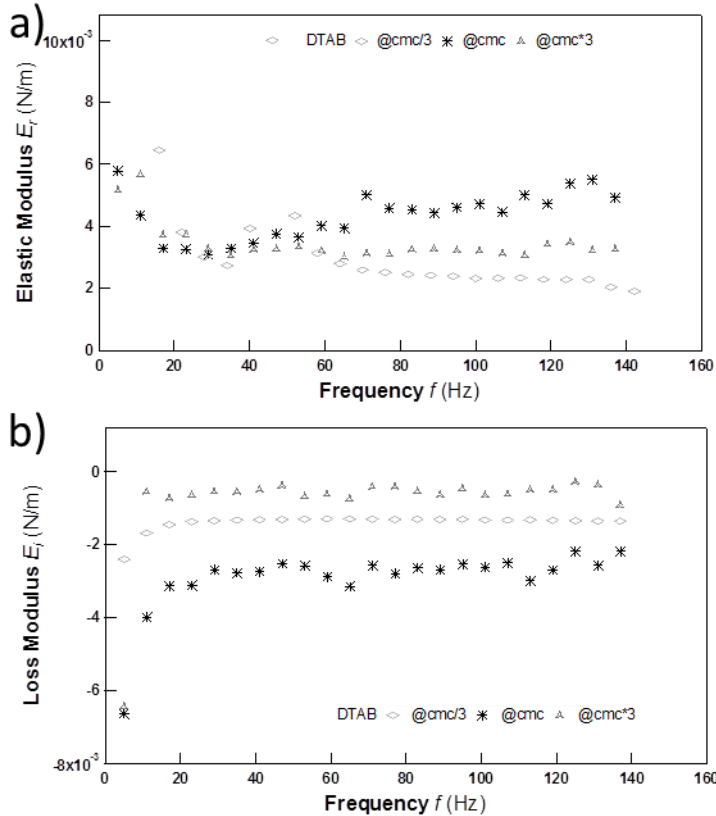 a)
10x10⁻³
DTAB @cmc/3 @cmc @cmc*3
8
6
4
2
0
Elastic Modulus Eᵣ (N/m)
0 20 40 60 80 100 120 140 160
Frequency f (Hz)
b)
0
-2
-4
-6
-8x10⁻³
Loss Modulus Eᵢ (N/m)
DTAB @cmc/3 @cmc @cmc*3
0 20 40 60 80 100 120 140 160
Frequency f (Hz)